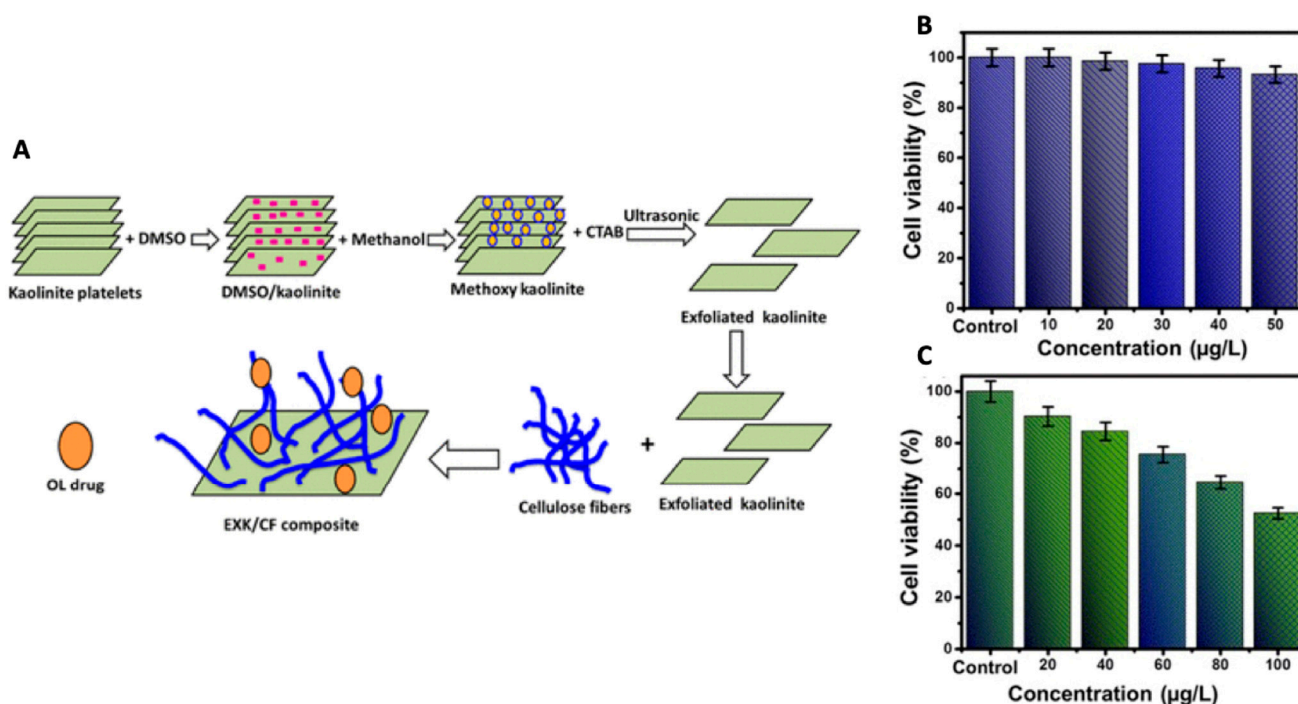 A
Kaolinite platelets
+ DMSO
DMSO/kaolinite
+ Methanol
Methoxy kaolinite
+ CTAB
Ultrasonic
Exfoliated kaolinite
OL drug
EXK/CF composite
Cellulose fibers
+
Exfoliated kaolinite
B
Cell viability (%)
100
80
60
40
20
0
Control 10 20 30 40 50
Concentration (µg/L)
C
Cell viability (%)
100
80
60
40
20
0
Control 20 40 60 80 100
Concentration (µg/L)